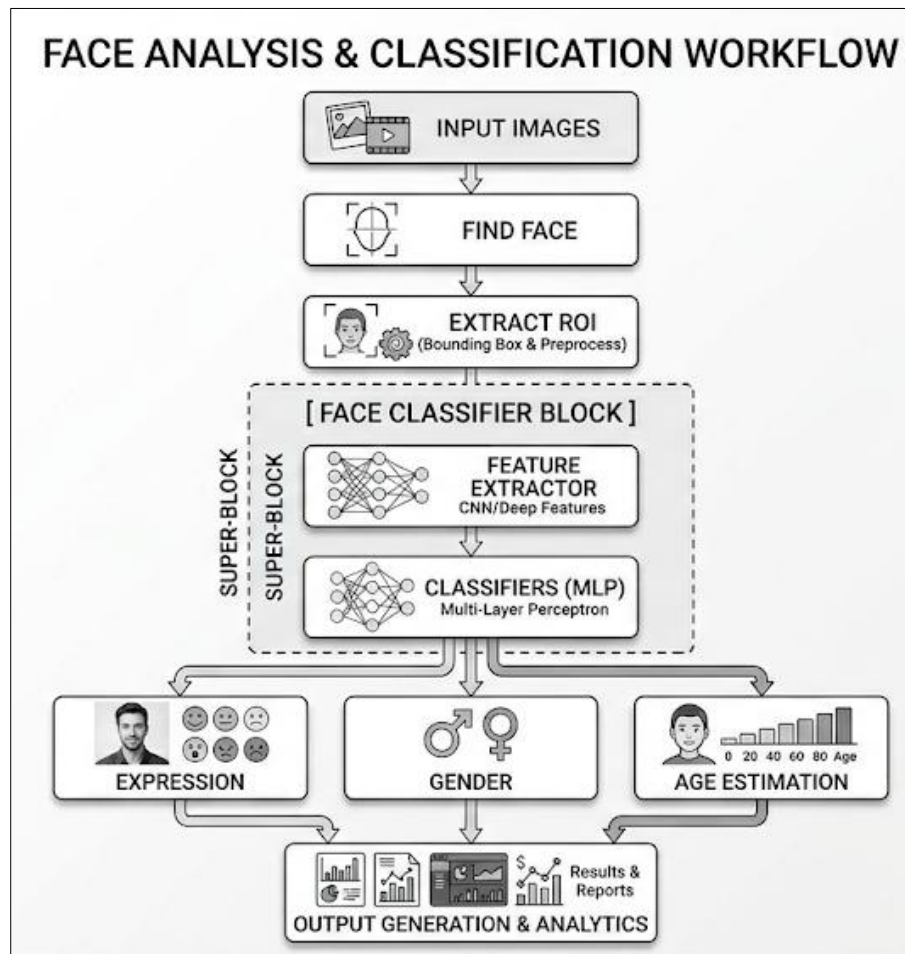 FACE ANALYSIS & CLASSIFICATION WORKFLOW
INPUT IMAGES
FIND FACE
EXTRACT ROI
(Bounding Box & Preprocess)
[ FACE CLASSIFIER BLOCK ]
SUPER-BLOCK
SUPER-BLOCK
FEATURE
EXTRACTOR
CNN/Deep Features
CLASSIFIERS (MLP)
Multi-Layer Perceptron
EXPRESSION
GENDER
0 20 40 60 80 Age
AGE ESTIMATION
$
Results &
Reports
OUTPUT GENERATION & ANALYTICS